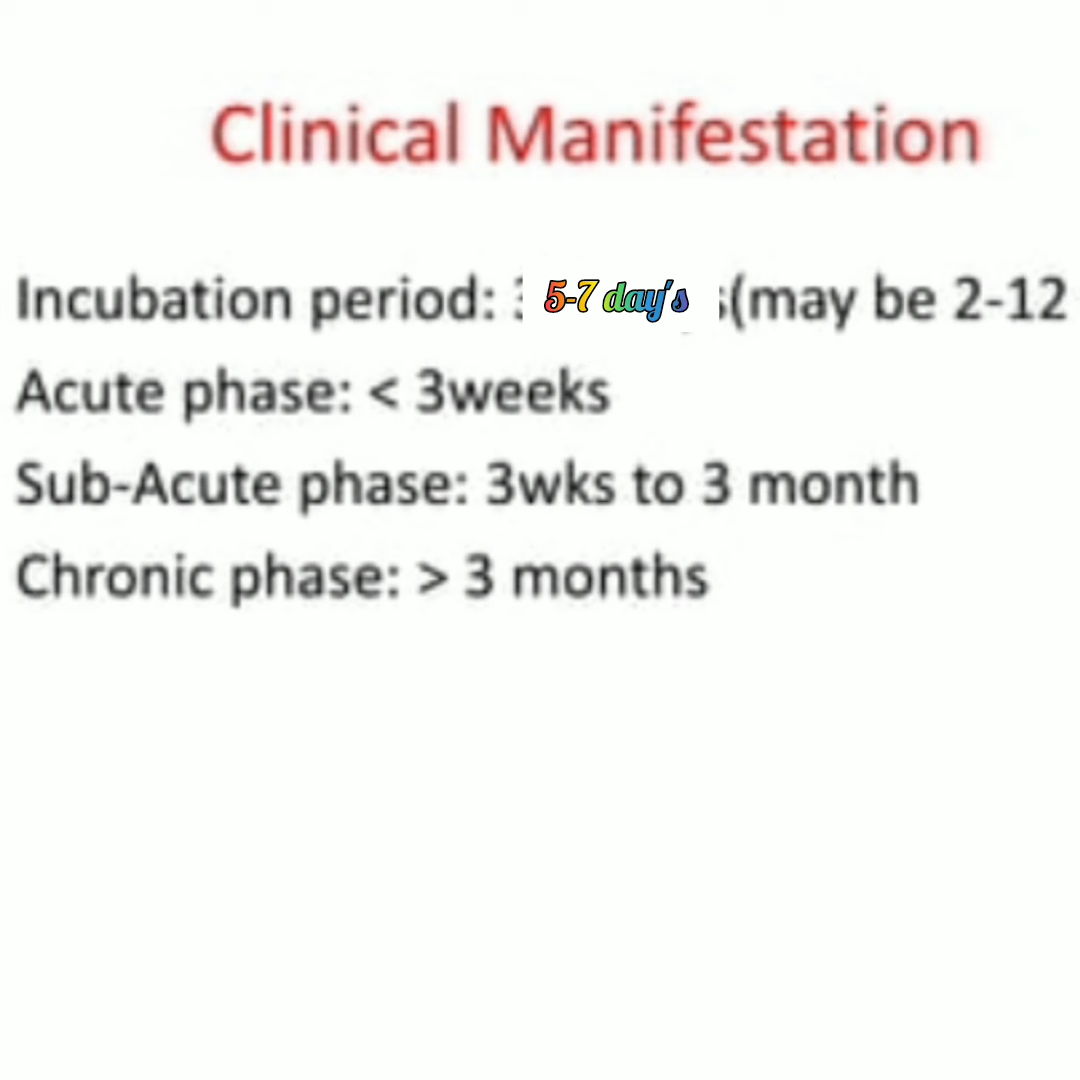 Clinical Manifestation
Incubation period: 5-7 day's (may be 2-12
Acute phase: < 3weeks
Sub-Acute phase: 3wks to 3 month
Chronic phase: > 3 months